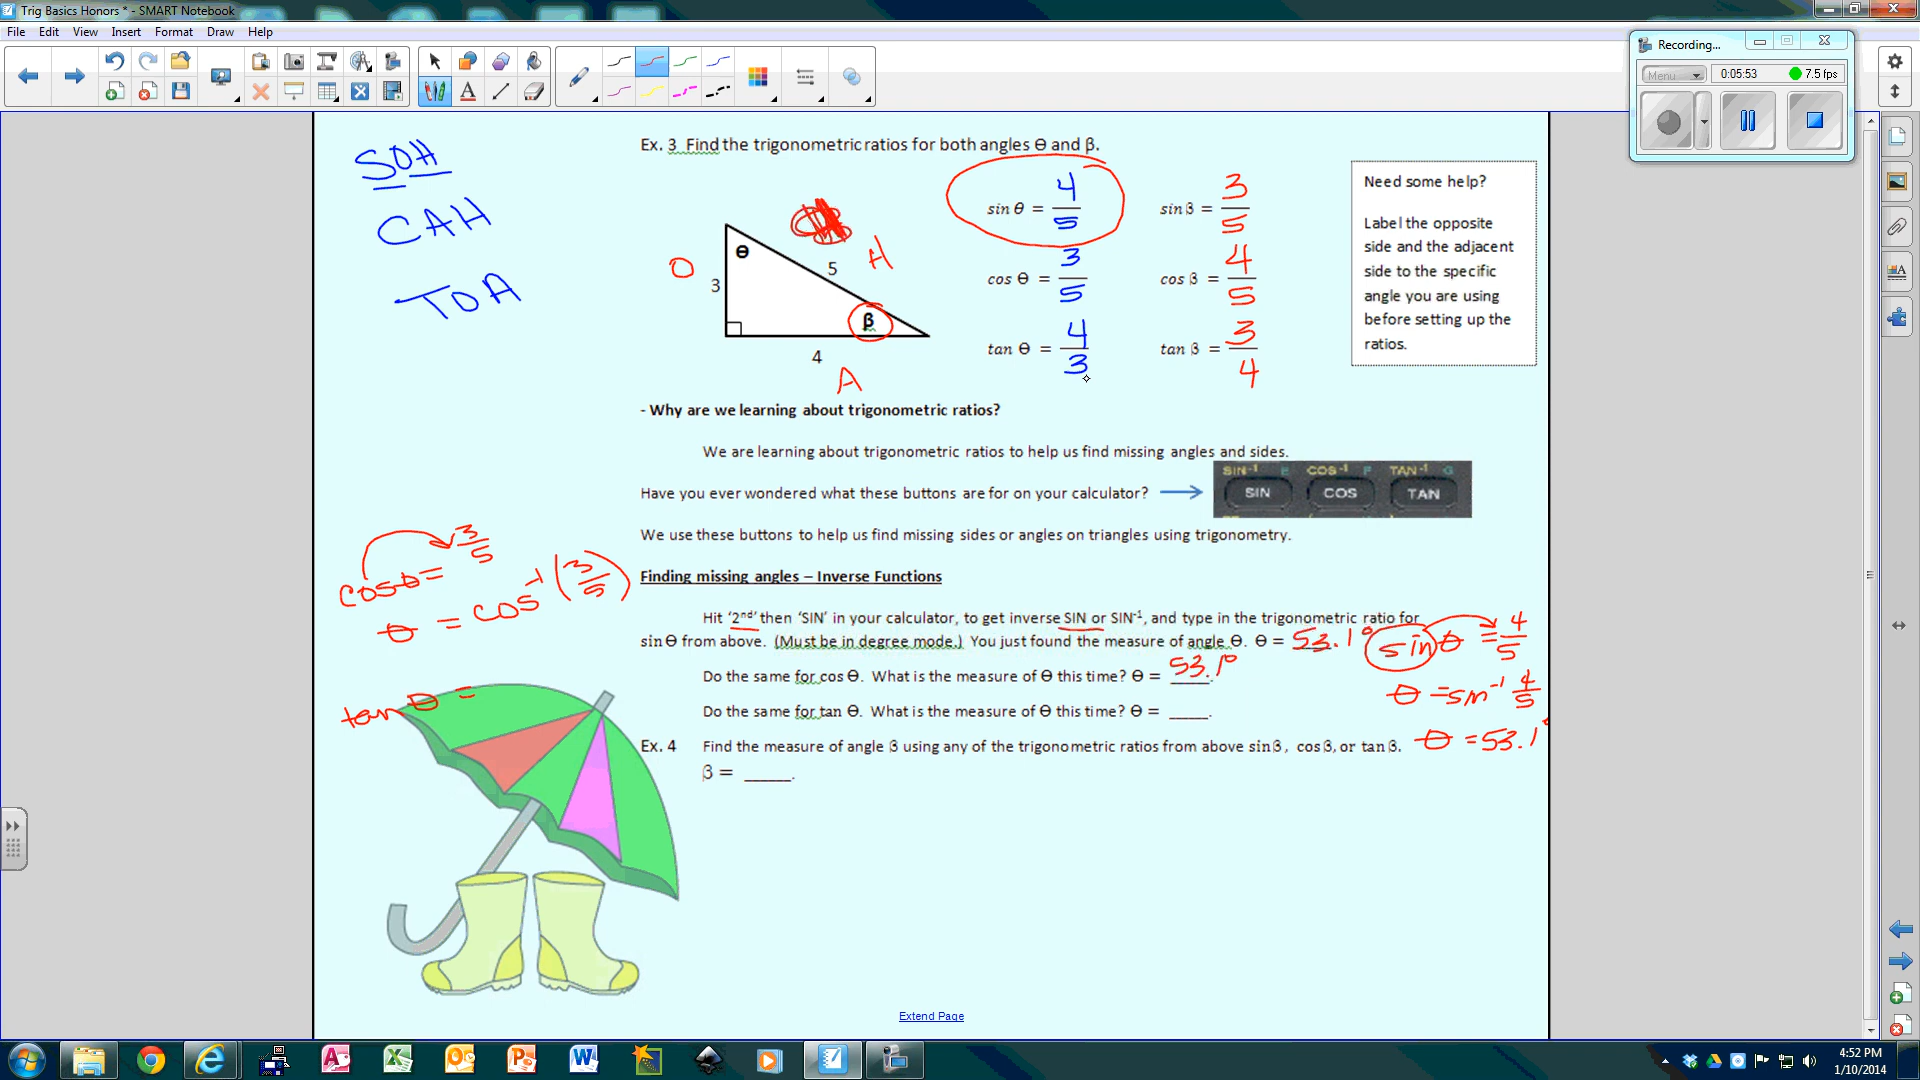 Trig Basics Honors * - SMART Notebook
File Edit View Insert Format Draw Help
Recording...
Menu 0:05:53 7.5 fps
SOH
CAH
TOA
Ex. 3 Find the trigonometric ratios for both angles Θ and β.
Θ
O
3
5
H
β
4
A
sin θ = 4/5
sin β = 3/5
cos Θ = 3/5
cos β = 4/5
tan Θ = 4/3
tan β = 3/4
Need some help?
Label the opposite
side and the adjacent
side to the specific
angle you are using
before setting up the
ratios.
- Why are we learning about trigonometric ratios?
We are learning about trigonometric ratios to help us find missing angles and sides.
Have you ever wondered what these buttons are for on your calculator?
SIN⁻¹ E COS⁻¹ F TAN⁻¹ G
SIN COS TAN
We use these buttons to help us find missing sides or angles on triangles using trigonometry.
cos θ = 3/5
θ = cos⁻¹ (3/5)
tan θ =
Finding missing angles – Inverse Functions
Hit '2nd' then 'SIN' in your calculator, to get inverse SIN or SIN⁻¹, and type in the trigonometric ratio for
sin Θ from above. (Must be in degree mode.) You just found the measure of angle Θ. Θ = 53.1°
Do the same for cos Θ. What is the measure of Θ this time? Θ = 53.1°.
Do the same for tan Θ. What is the measure of Θ this time? Θ = _____.
sin θ = 4/5
θ = sin⁻¹ 4/5
θ = 53.1°
Ex. 4 Find the measure of angle β using any of the trigonometric ratios from above sin β, cos β, or tan β.
β = ______.
Extend Page
4:52 PM
1/10/2014